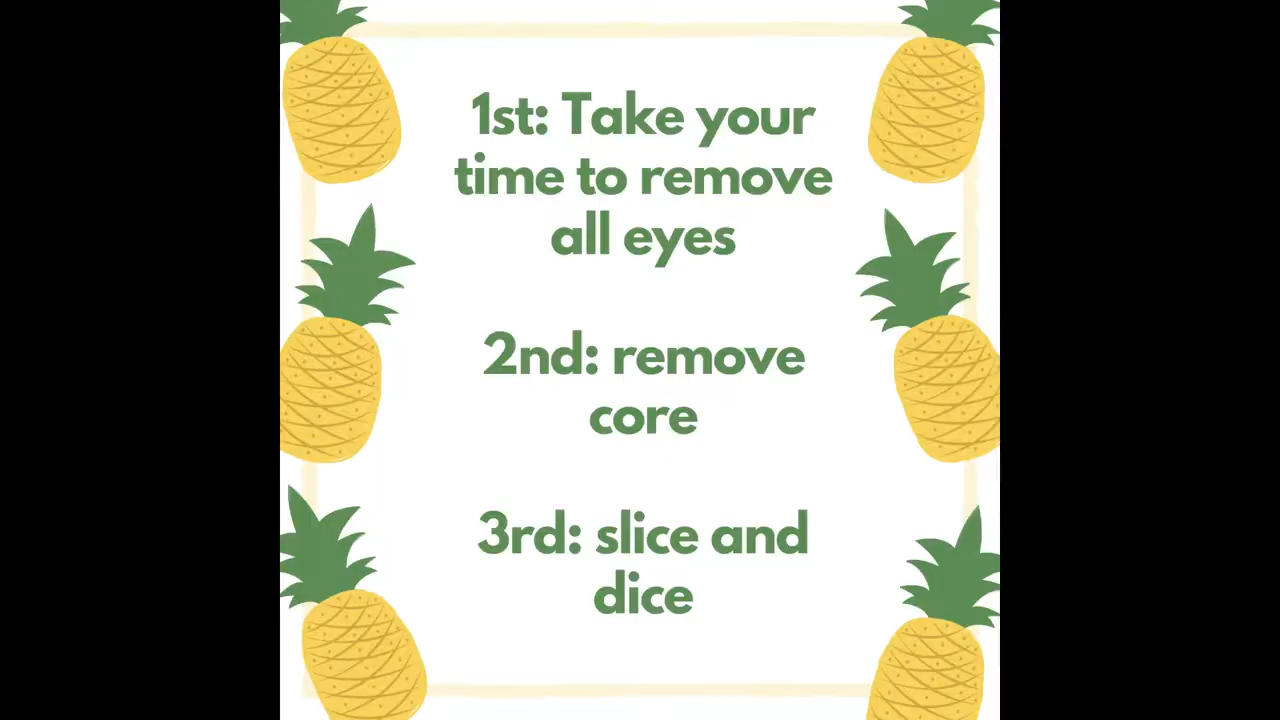 1st: Take your
time to remove
all eyes
2nd: remove
core
3rd: slice and
dice